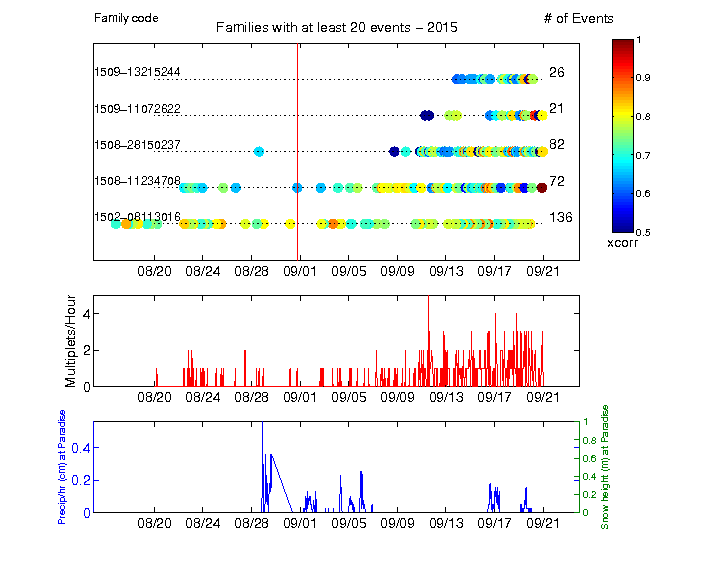 Family code
Families with at least 20 events – 2015
# of Events
1509–13215244 26
1509–11072622 21
1508–28150237 82
1508–11234708 72
1502–08113016 136
08/20 08/24 08/28 09/01 09/05 09/09 09/13 09/17 09/21
1
0.9
0.8
0.7
0.6
0.5
xcorr
Multiplets/Hour
4
2
0
08/20 08/24 08/28 09/01 09/05 09/09 09/13 09/17 09/21
Precip/hr (cm) at Paradise
0.4
0.2
0
1
0.8
0.6
0.4
0.2
0
Snow height (m) at Paradise
08/20 08/24 08/28 09/01 09/05 09/09 09/13 09/17 09/21